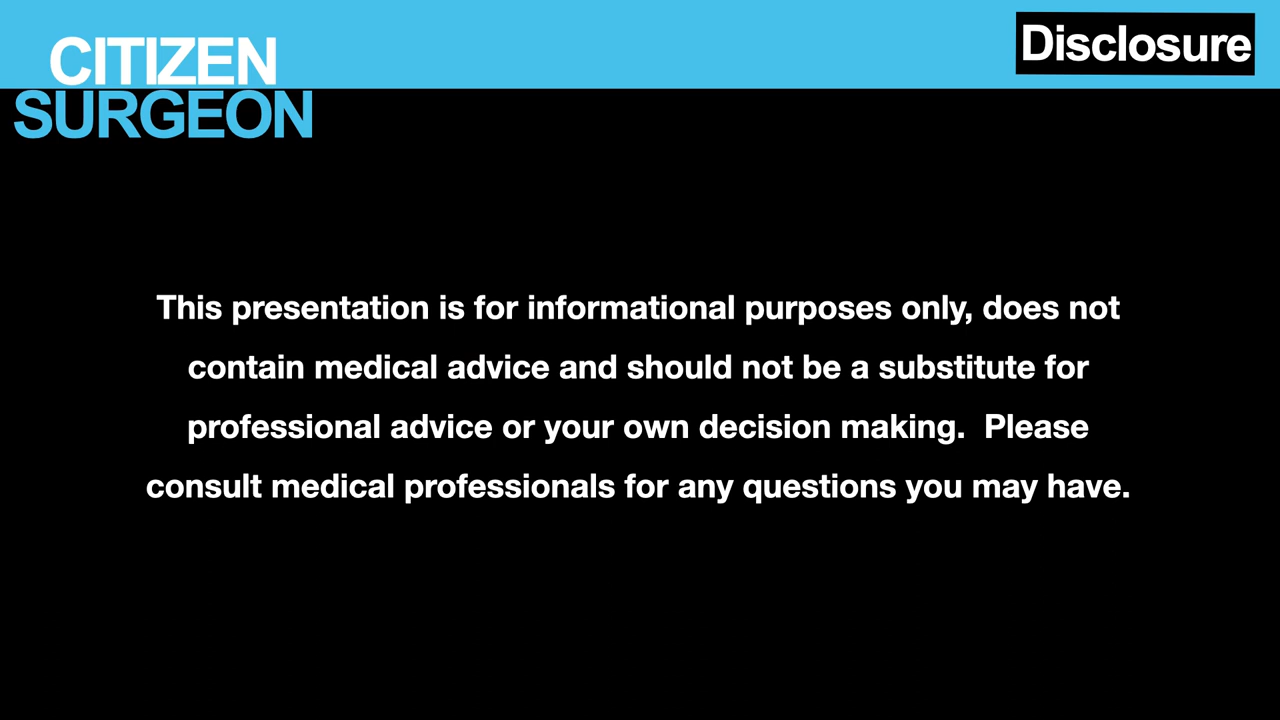 CITIZEN
SURGEON
Disclosure
This presentation is for informational purposes only, does not
contain medical advice and should not be a substitute for
professional advice or your own decision making.  Please
consult medical professionals for any questions you may have.